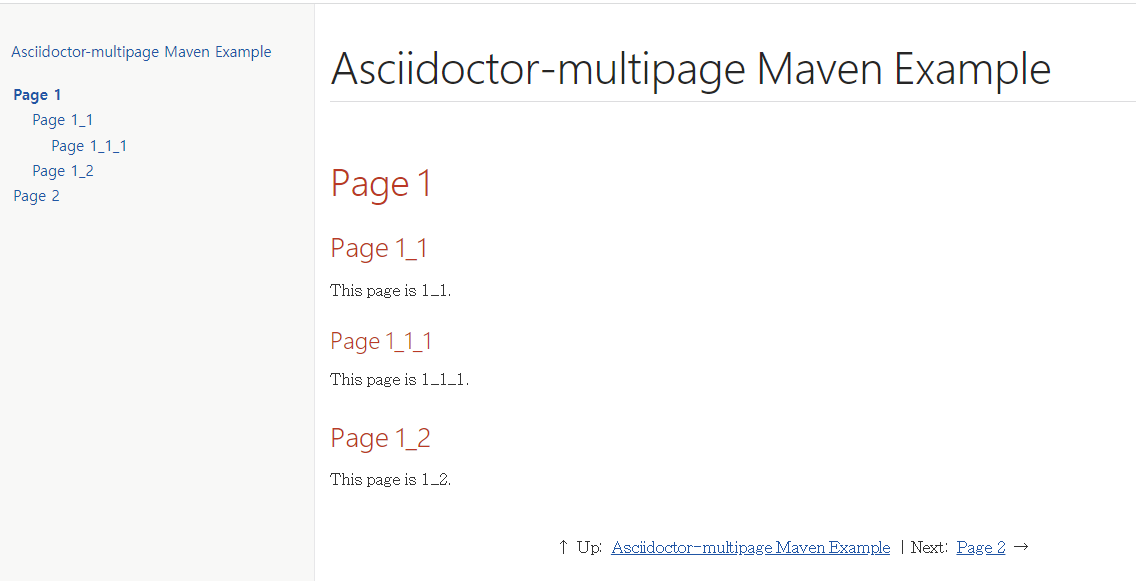 Asciidoctor-multipage Maven Example
Page 1
Page 1_1
Page 1_1_1
Page 1_2
Page 2
Asciidoctor-multipage Maven Example
Page 1
Page 1_1
This page is 1_1.
Page 1_1_1
This page is 1_1_1.
Page 1_2
This page is 1_2.
↑ Up: Asciidoctor-multipage Maven Example | Next: Page 2 →